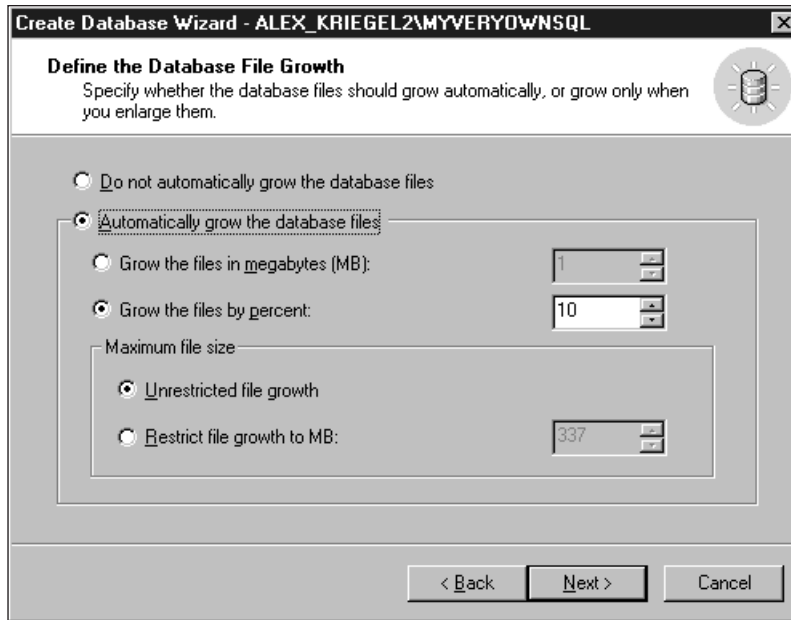 Create Database Wizard - ALEX_KRIEGEL2\MYVERYOWNSQL
Define the Database File Growth
Specify whether the database files should grow automatically, or grow only when
you enlarge them.
Do not automatically grow the database files
Automatically grow the database files
Grow the files in megabytes (MB):
1
Grow the files by percent:
10
Maximum file size
Unrestricted file growth
Restrict file growth to MB:
337
< Back
Next >
Cancel